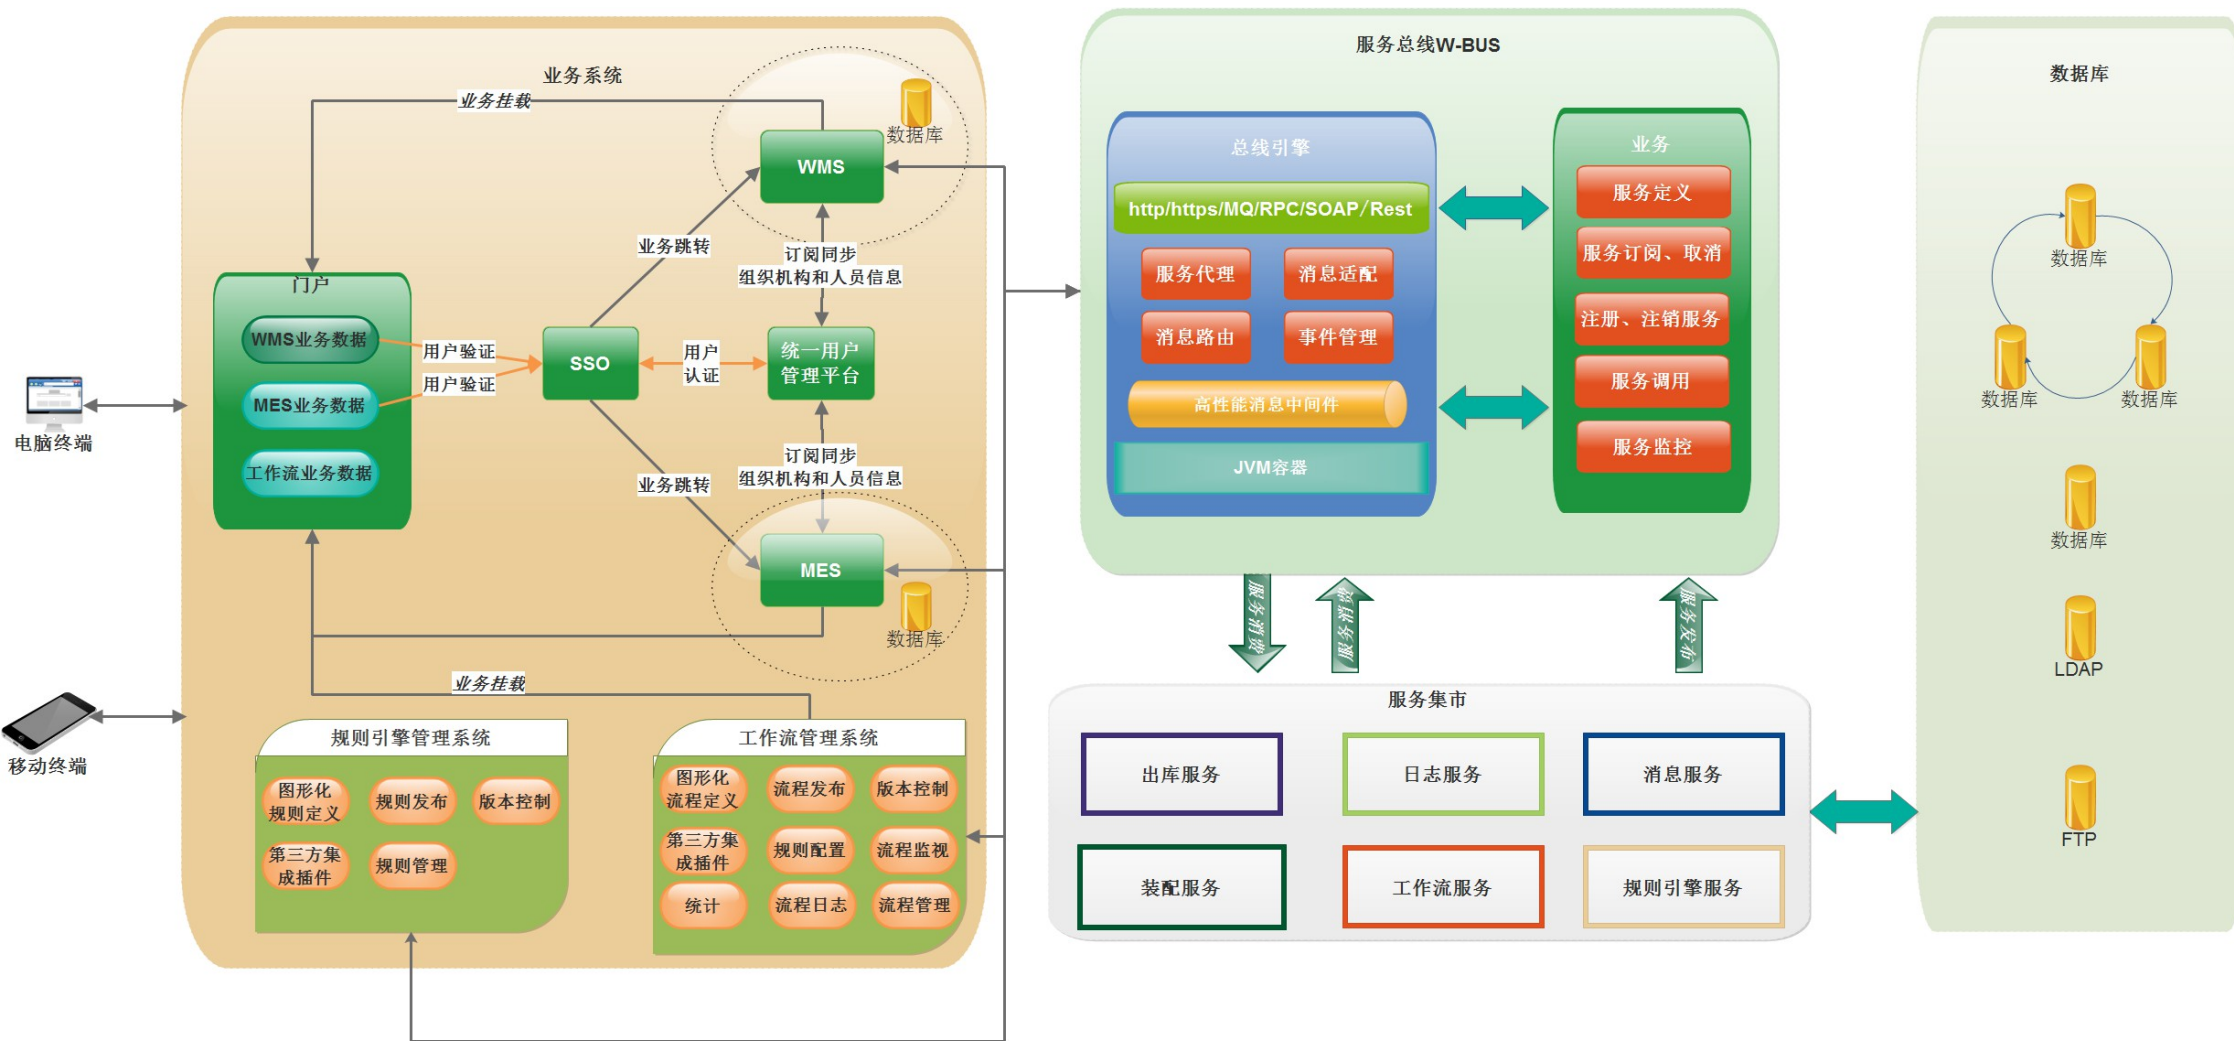 业务系统
业务挂载
数据库
WMS
业务跳转
订阅同步
组织机构和人员信息
门户
WMS业务数据
MES业务数据
工作流业务数据
用户验证
用户验证
SSO
用户
认证
统一用户
管理平台
业务跳转
订阅同步
组织机构和人员信息
MES
数据库
业务挂载
电脑终端
移动终端
规则引擎管理系统
图形化
规则定义
规则发布
版本控制
第三方集
成插件
规则管理
工作流管理系统
图形化
流程定义
流程发布
版本控制
第三方集
成插件
规则配置
流程监视
统计
流程日志
流程管理
服务总线W-BUS
总线引擎
http/https/MQ/RPC/SOAP/Rest
服务代理
消息适配
消息路由
事件管理
高性能消息中间件
JVM容器
业务
服务定义
服务订阅、取消
注册、注销服务
服务调用
服务监控
服务消费
服务发布
服务集市
出库服务
日志服务
消息服务
装配服务
工作流服务
规则引擎服务
数据库
数据库
数据库
数据库
数据库
LDAP
FTP